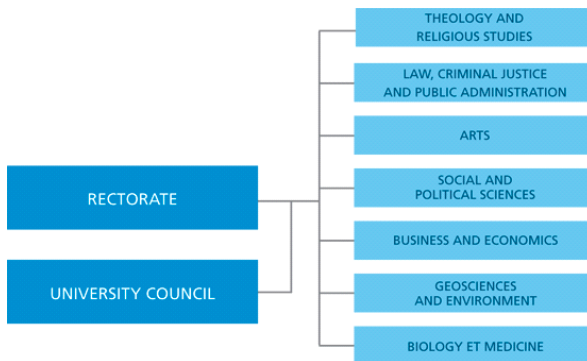 THEOLOGY AND
RELIGIOUS STUDIES
LAW, CRIMINAL JUSTICE
AND PUBLIC ADMINISTRATION
ARTS
RECTORATE
SOCIAL AND
POLITICAL SCIENCES
BUSINESS AND ECONOMICS
UNIVERSITY COUNCIL
GEOSCIENCES
AND ENVIRONMENT
BIOLOGY ET MEDICINE